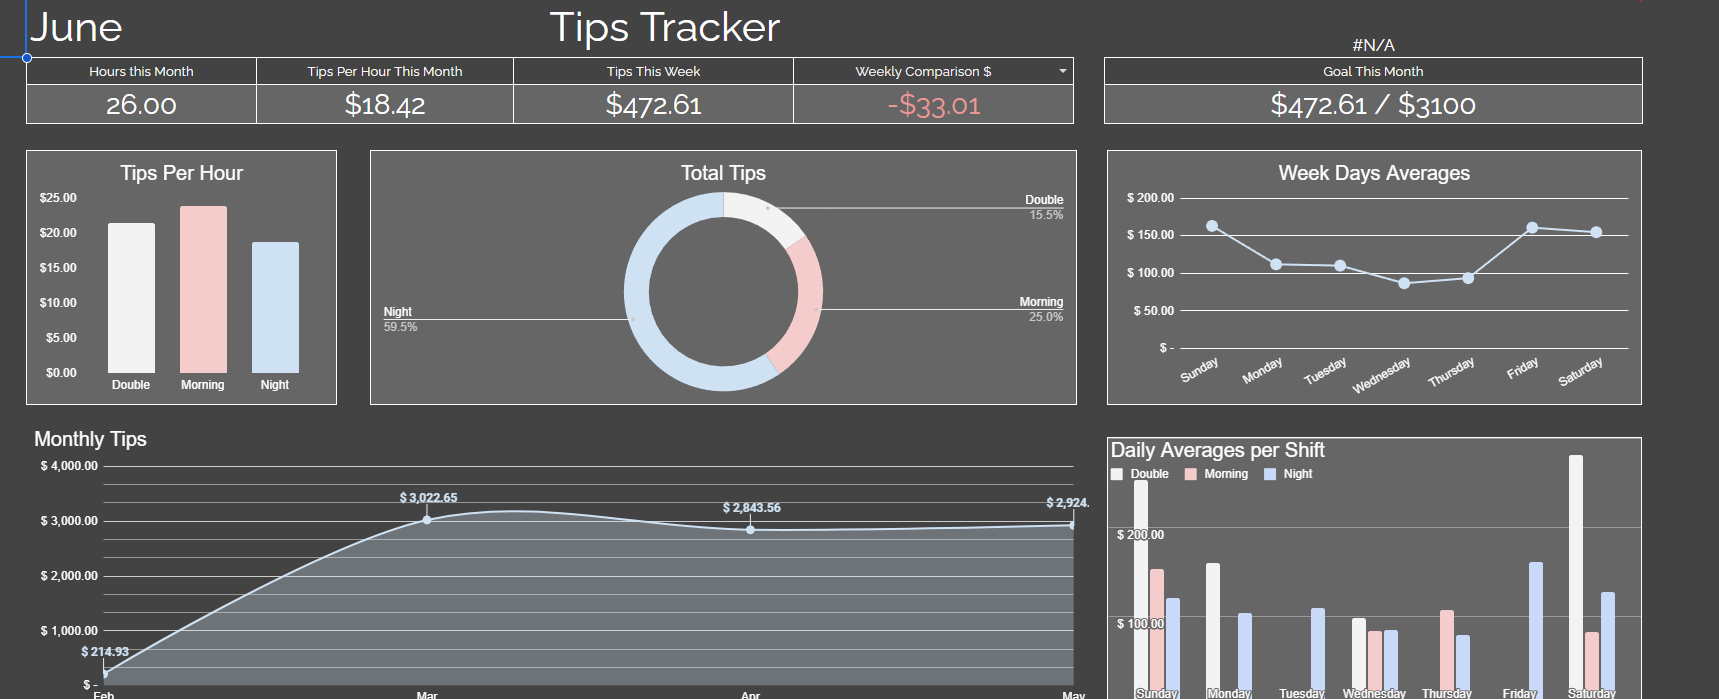 June
Tips Tracker
#N/A
Hours this Month
Tips Per Hour This Month
Tips This Week
Weekly Comparison $
Goal This Month
26.00
$18.42
$472.61
-$33.01
$472.61 / $3100
Tips Per Hour
$25.00
$20.00
$15.00
$10.00
$5.00
$0.00
Double
Morning
Night
Total Tips
Double
15.5%
Morning
25.0%
Night
59.5%
Week Days Averages
$ 200.00
$ 150.00
$ 100.00
$ 50.00
$ -
Sunday
Monday
Tuesday
Wednesday
Thursday
Friday
Saturday
Monthly Tips
$ 4,000.00
$ 3,000.00
$ 2,000.00
$ 1,000.00
$ -
$ 214.93
$ 3,022.65
$ 2,843.56
$ 2,924.
Feb
Mar
Apr
May
Daily Averages per Shift
Double
Morning
Night
$ 200.00
$ 100.00
Sunday
Monday
Tuesday
Wednesday
Thursday
Friday
Saturday